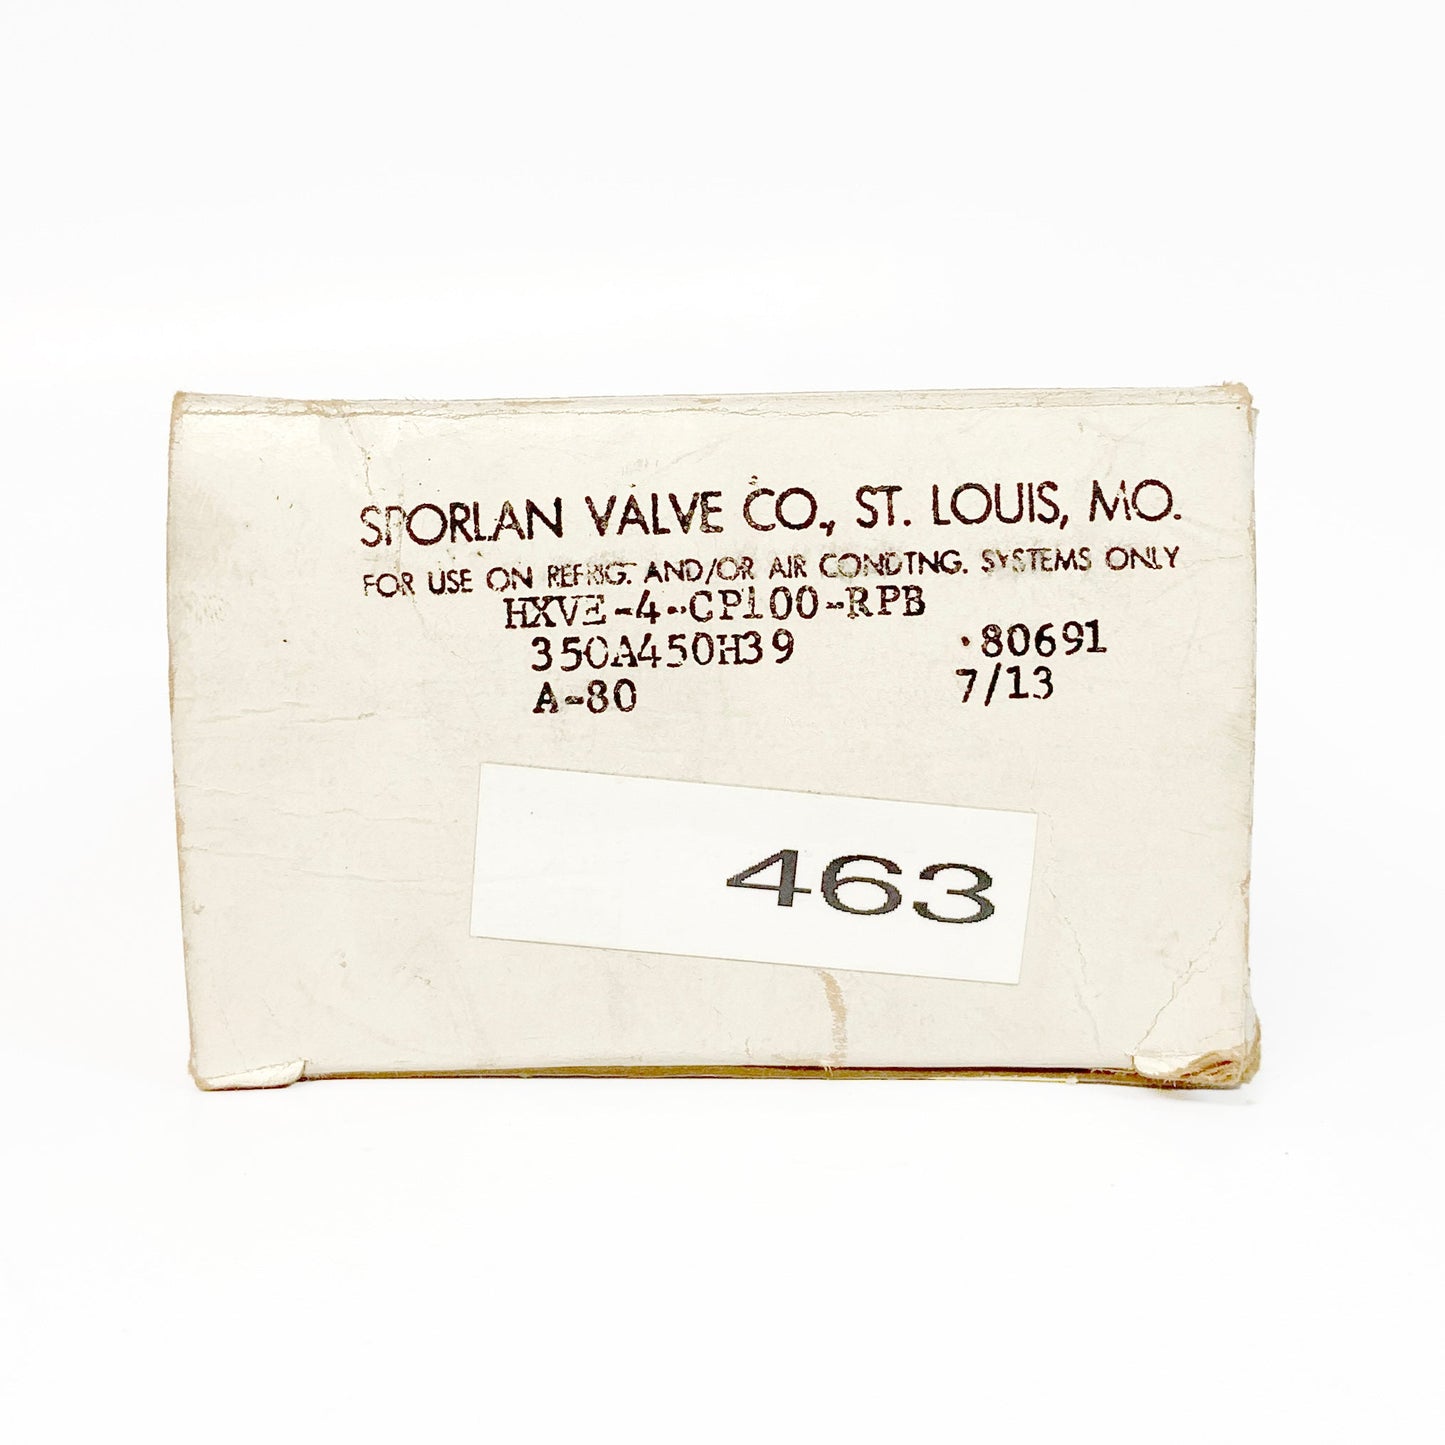 SPORLAN VALVE CO., ST. LOUIS, MO.
FOR USE ON REFRIG. AND/OR AIR CONDTNG. SYSTEMS ONLY
HXVE-4-CP100-RPB
350A450H39 ·80691
A-80 7/13
463